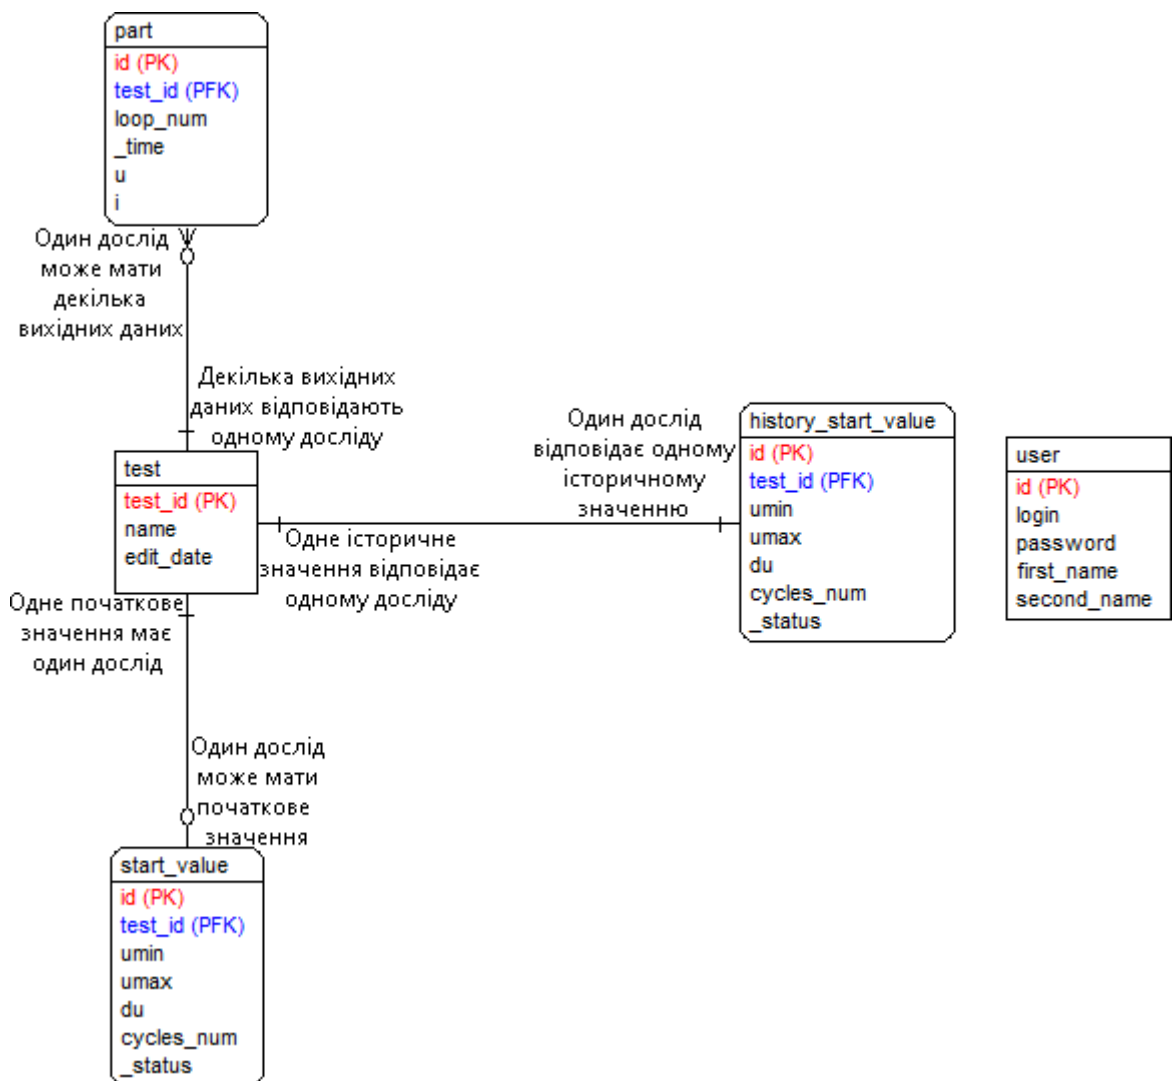 part
id (PK)
test_id (PFK)
loop_num
_time
u
i
Один дослід
може мати
декілька
вихідних даних
Декілька вихідних
даних відповідають
одному досліду
test
test_id (PK)
name
edit_date
Одне історичне
значення відповідає
одному досліду
Один дослід
відповідає одному
історичному
значенню
history_start_value
id (PK)
test_id (PFK)
umin
umax
du
cycles_num
_status
user
id (PK)
login
password
first_name
second_name
Одне початкове
значення має
один дослід
Один дослід
може мати
початкове
значення
start_value
id (PK)
test_id (PFK)
umin
umax
du
cycles_num
_status